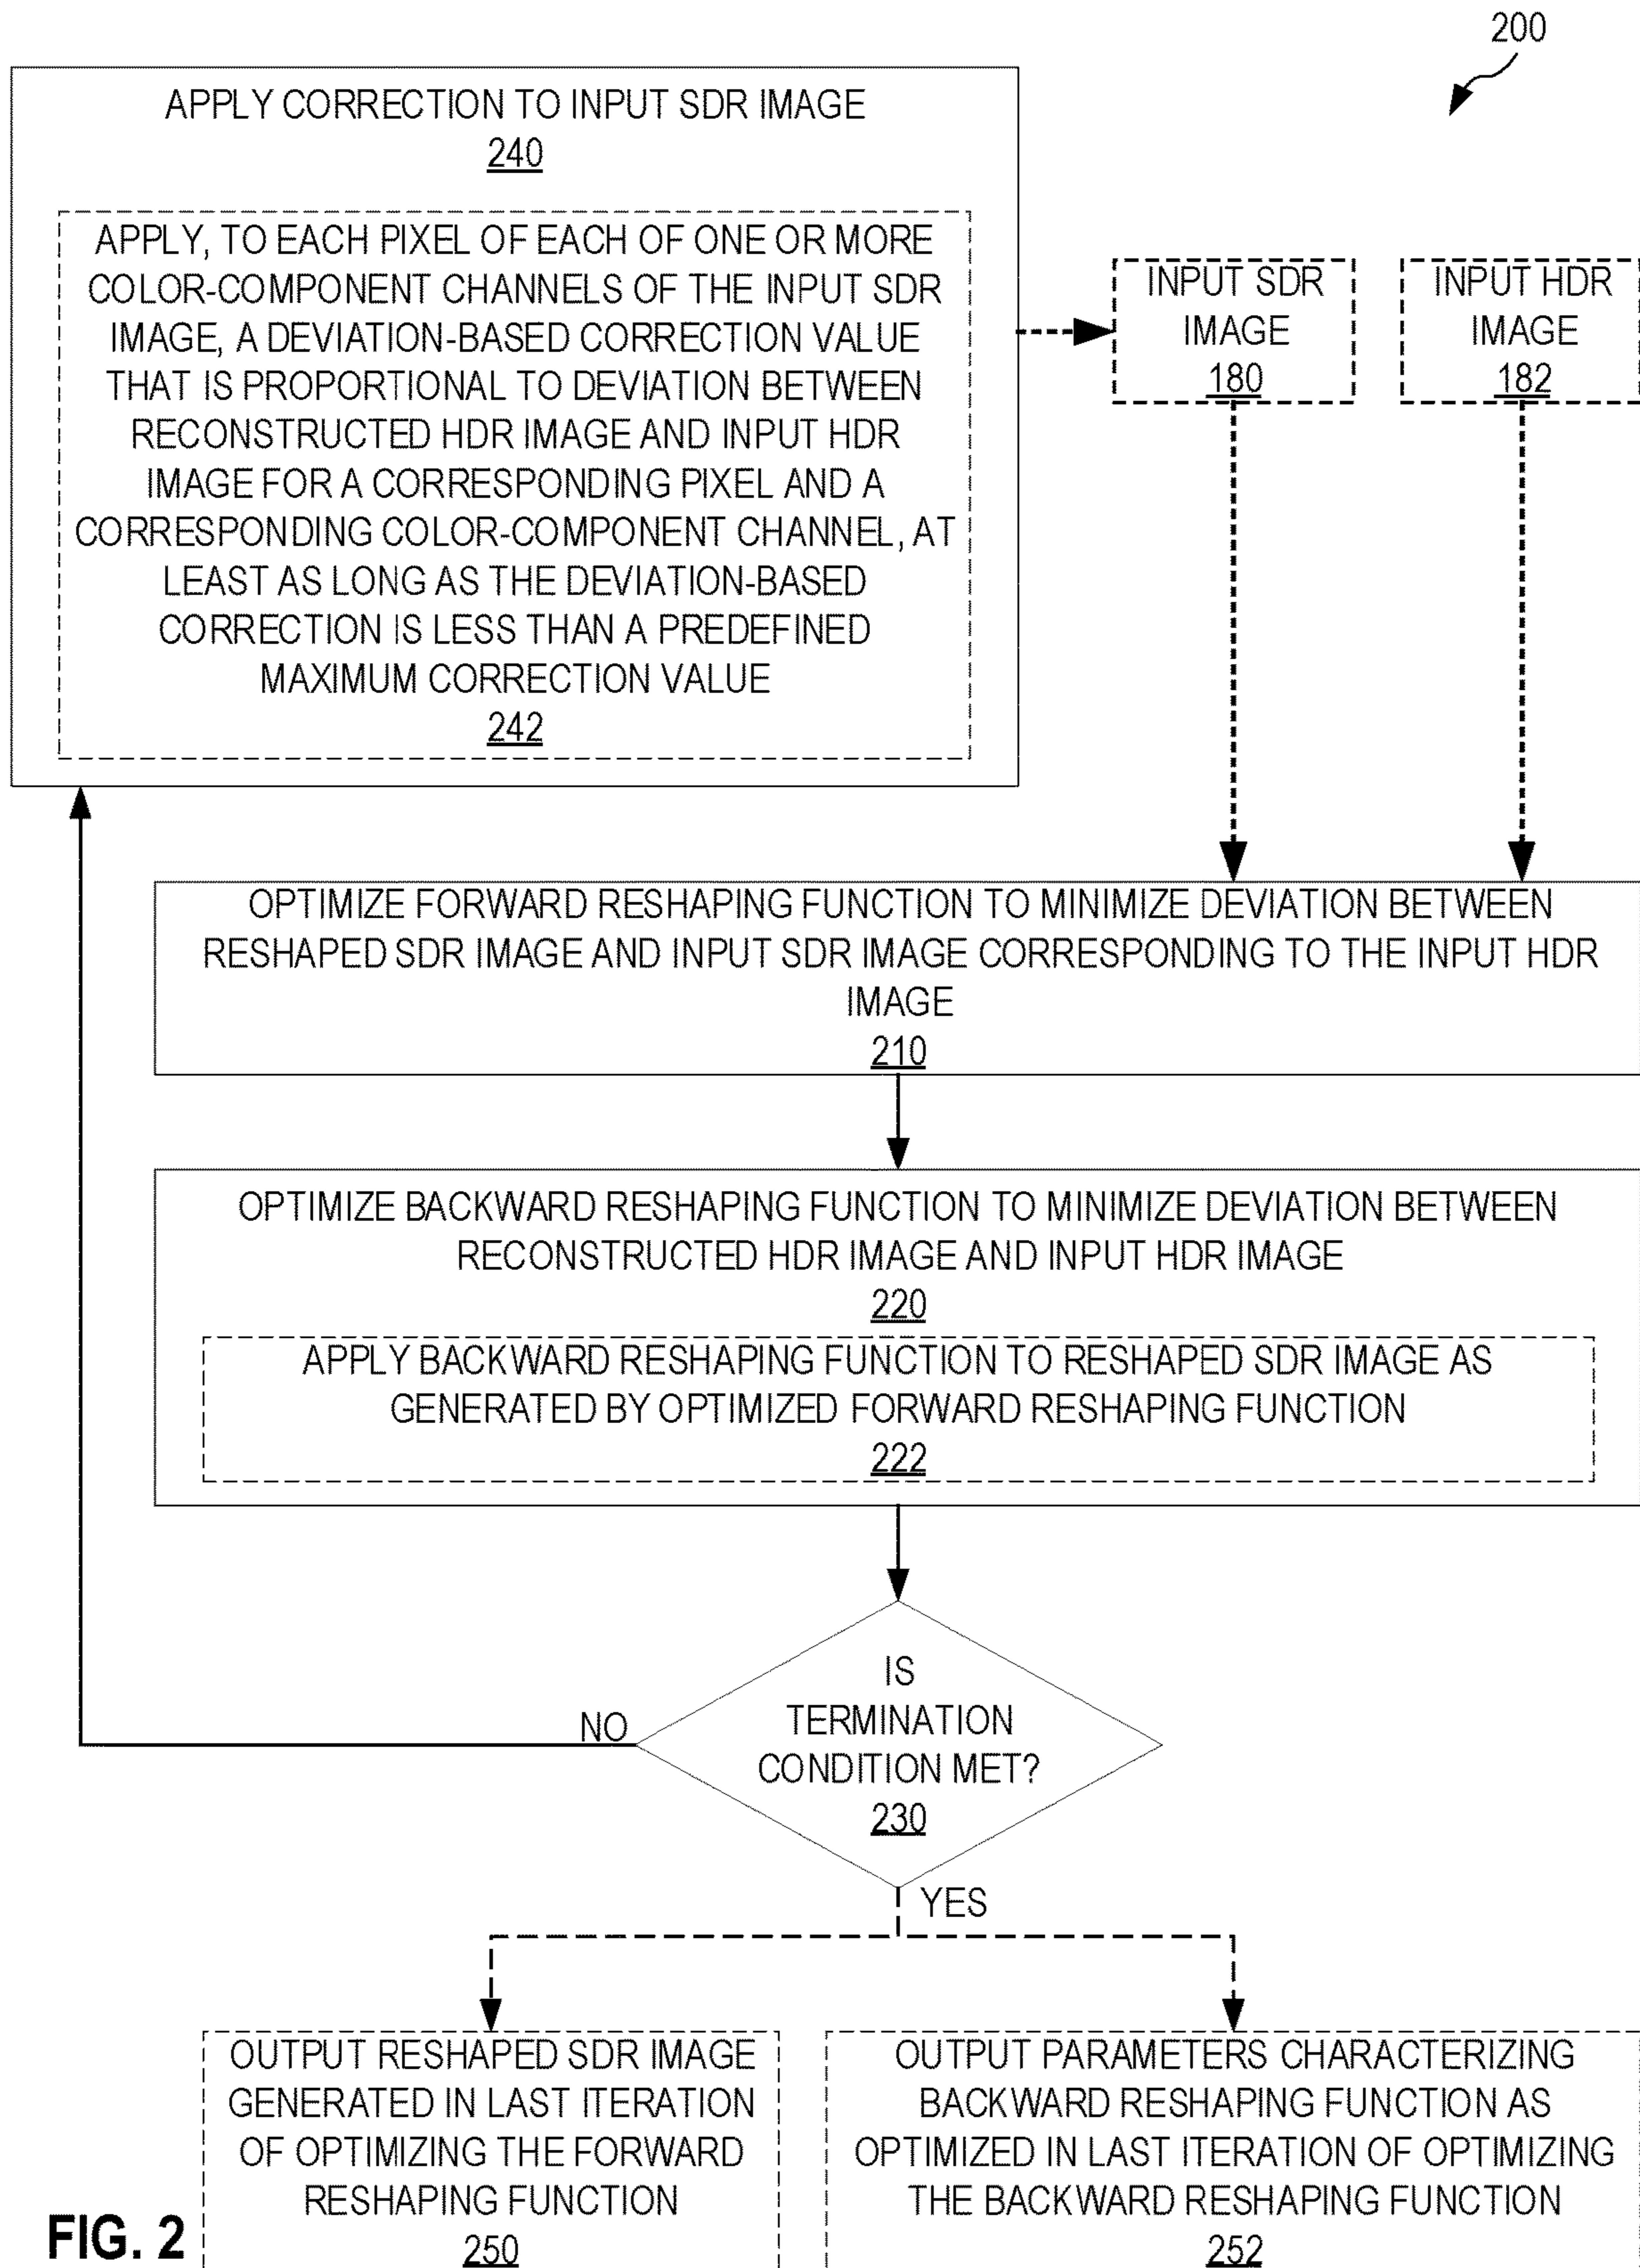 200
APPLY CORRECTION TO INPUT SDR IMAGE
240
APPLY, TO EACH PIXEL OF EACH OF ONE OR MORE
COLOR-COMPONENT CHANNELS OF THE INPUT SDR
IMAGE, A DEVIATION-BASED CORRECTION VALUE
THAT IS PROPORTIONAL TO DEVIATION BETWEEN
RECONSTRUCTED HDR IMAGE AND INPUT HDR
IMAGE FOR A CORRESPONDING PIXEL AND A
CORRESPONDING COLOR-COMPONENT CHANNEL, AT
LEAST AS LONG AS THE DEVIATION-BASED
CORRECTION IS LESS THAN A PREDEFINED
MAXIMUM CORRECTION VALUE
242
INPUT SDR
IMAGE
180
INPUT HDR
IMAGE
182
OPTIMIZE FORWARD RESHAPING FUNCTION TO MINIMIZE DEVIATION BETWEEN
RESHAPED SDR IMAGE AND INPUT SDR IMAGE CORRESPONDING TO THE INPUT HDR
IMAGE
210
OPTIMIZE BACKWARD RESHAPING FUNCTION TO MINIMIZE DEVIATION BETWEEN
RECONSTRUCTED HDR IMAGE AND INPUT HDR IMAGE
220
APPLY BACKWARD RESHAPING FUNCTION TO RESHAPED SDR IMAGE AS
GENERATED BY OPTIMIZED FORWARD RESHAPING FUNCTION
222
IS
TERMINATION
CONDITION MET?
230
NO
YES
OUTPUT RESHAPED SDR IMAGE
GENERATED IN LAST ITERATION
OF OPTIMIZING THE FORWARD
RESHAPING FUNCTION
250
OUTPUT PARAMETERS CHARACTERIZING
BACKWARD RESHAPING FUNCTION AS
OPTIMIZED IN LAST ITERATION OF OPTIMIZING
THE BACKWARD RESHAPING FUNCTION
252
FIG. 2